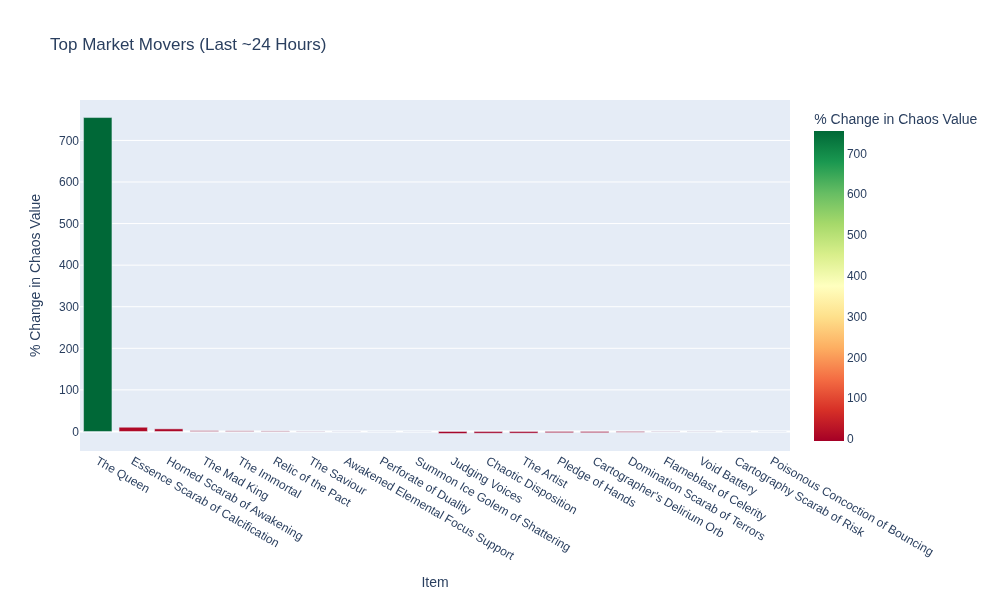 Top Market Movers (Last ~24 Hours)
% Change in Chaos Value
700
600
500
400
300
200
100
0
% Change in Chaos Value
700
600
500
400
300
200
100
0
The Queen
Essence Scarab of Calcification
Horned Scarab of Awakening
The Mad King
The Immortal
Relic of the Pact
The Saviour
Awakened Elemental Focus Support
Perforate of Duality
Summon Ice Golem of Shattering
Judging Voices
Chaotic Disposition
The Artist
Pledge of Hands
Cartographer's Delirium Orb
Domination Scarab of Terrors
Flameblast of Celerity
Void Battery
Cartography Scarab of Risk
Poisonous Concoction of Bouncing
Item